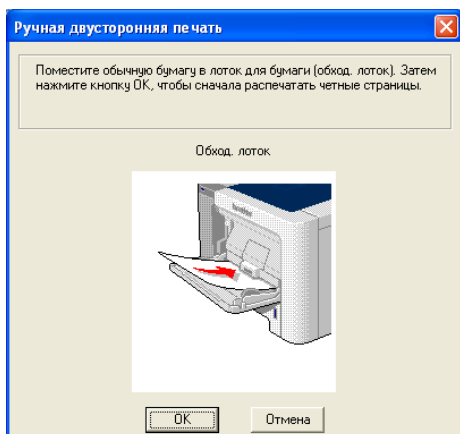 Ручная двусторонняя печать
Поместите обычную бумагу в лоток для бумаги (обход. лоток). Затем
нажмите кнопку ОК, чтобы сначала распечатать четные страницы.
Обход. лоток
OK
Отмена